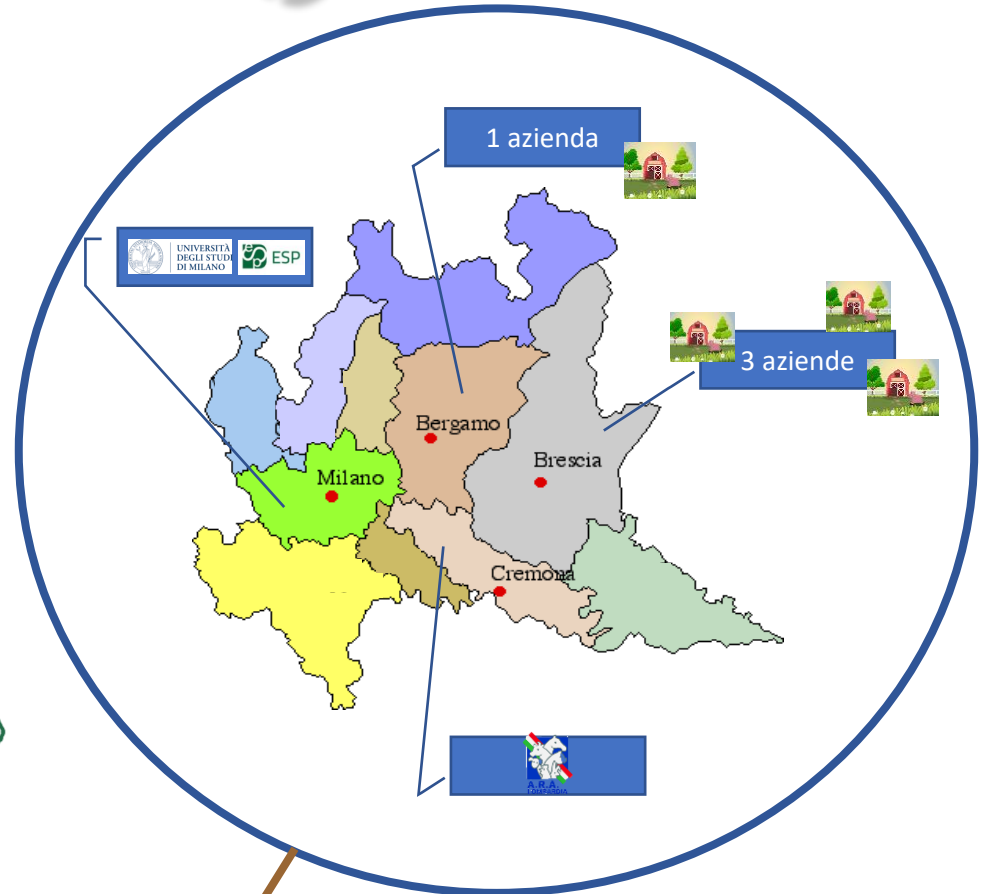 1 azienda
UNIVERSITÀ
DEGLI STUDI
DI MILANO
ESP
3 aziende
Bergamo
Brescia
Milano
Cremona
A.R.A.
LOMBARDIA